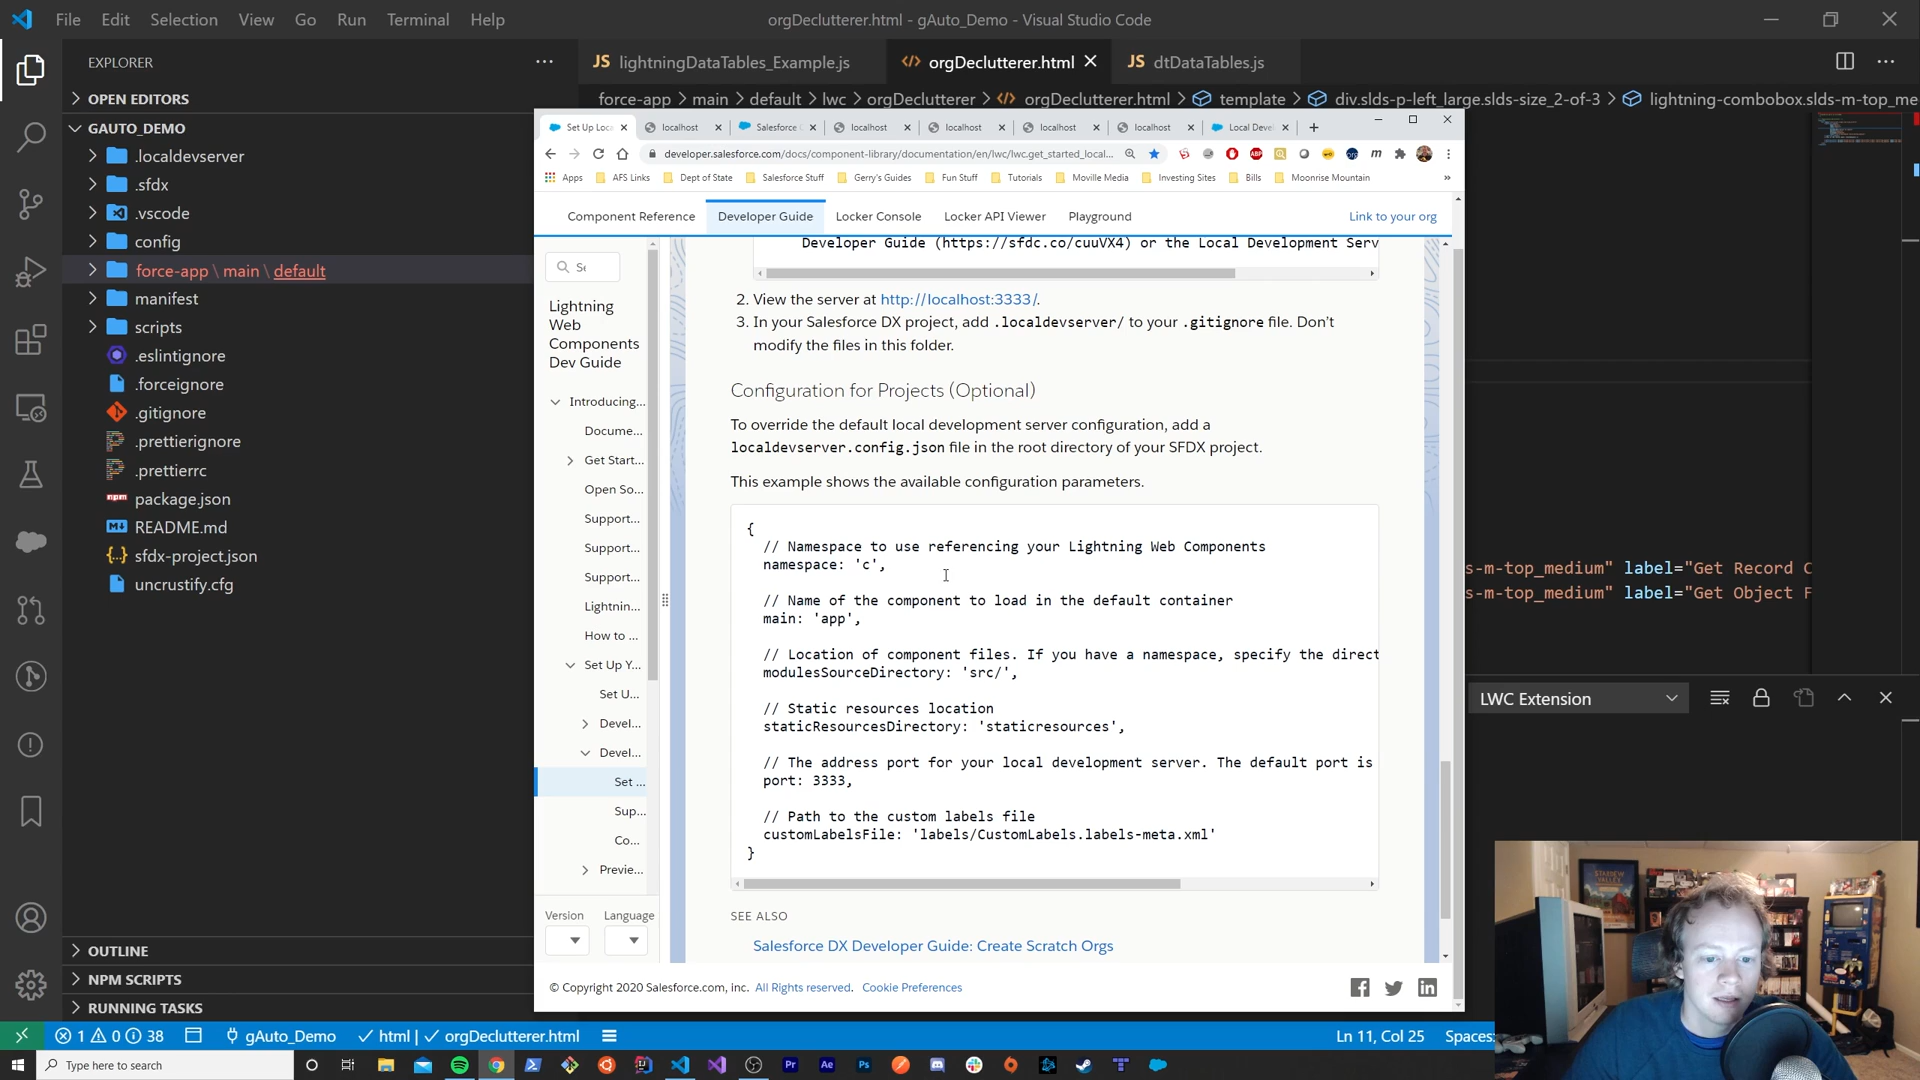 File Edit Selection View Go Run Terminal Help
orgDeclutterer.html - gAuto_Demo - Visual Studio Code
EXPLORER
JS lightningDataTables_Example.js
orgDeclutterer.html
JS dtDataTables.js
OPEN EDITORS
force-app > main > default > lwc > orgDeclutterer > orgDeclutterer.html > template > div.slds-p-left_large.slds-size_2-of-3 > lightning-combobox.slds-m-top_me
GAUTO_DEMO
.localdevserver
.sfdx
.vscode
config
force-app \ main \ default
manifest
scripts
.eslintignore
.forceignore
.gitignore
.prettierignore
.prettierrc
package.json
README.md
sfdx-project.json
uncrustify.cfg
OUTLINE
NPM SCRIPTS
RUNNING TASKS
Set Up Loca
localhost
Salesforce
localhost
localhost
localhost
localhost
Local Deve
developer.salesforce.com/docs/component-library/documentation/en/lwc/lwc.get_started_local...
Apps
AFS Links
Dept of State
Salesforce Stuff
Gerry's Guides
Fun Stuff
Tutorials
Moville Media
Investing Sites
Bills
Moonrise Mountain
»
Component Reference
Developer Guide
Locker Console
Locker API Viewer
Playground
Link to your org
Se
Lightning
Web
Components
Dev Guide
Introducing...
Docume...
Get Start...
Open So...
Support...
Support...
Support...
Lightnin...
How to ...
Set Up Y...
Set U...
Devel...
Devel...
Set ...
Sup...
Co...
Previe...
Version
Language
Developer Guide (https://sfdc.co/cuuVX4) or the Local Development Serv
2. View the server at http://localhost:3333/.
3. In your Salesforce DX project, add .localdevserver/ to your .gitignore file. Don't
modify the files in this folder.
Configuration for Projects (Optional)
To override the default local development server configuration, add a
localdevserver.config.json file in the root directory of your SFDX project.
This example shows the available configuration parameters.
{
// Namespace to use referencing your Lightning Web Components
namespace: 'c',
// Name of the component to load in the default container
main: 'app',
// Location of component files. If you have a namespace, specify the direct
modulesSourceDirectory: 'src/',
// Static resources location
staticResourcesDirectory: 'staticresources',
// The address port for your local development server. The default port is
port: 3333,
// Path to the custom labels file
customLabelsFile: 'labels/CustomLabels.labels-meta.xml'
}
SEE ALSO
Salesforce DX Developer Guide: Create Scratch Orgs
© Copyright 2020 Salesforce.com, inc. All Rights reserved. Cookie Preferences
s-m-top_medium" label="Get Record C
s-m-top_medium" label="Get Object F
LWC Extension
STARDEW VALLEY
1 0 38
gAuto_Demo
html | orgDeclutterer.html
Ln 11, Col 25
Spaces:
Type here to search